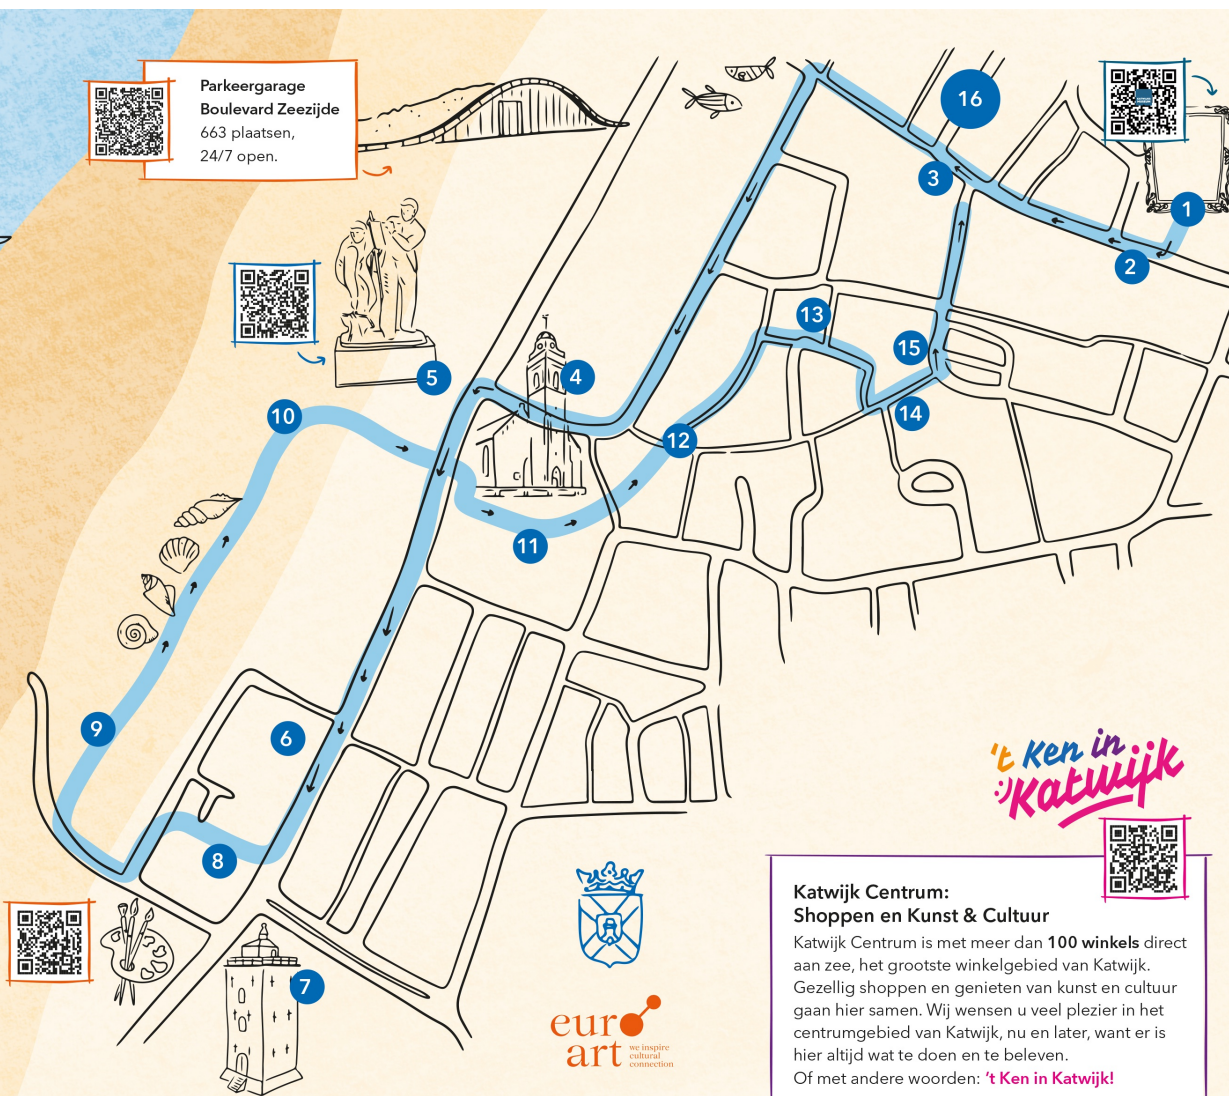 Parkeergarage
Boulevard Zeezijde
663 plaatsen,
24/7 open.
16
3
1
2
13
15
4
5
14
10
12
11
9
6
8
7
't Ken in
Katwijk
eur
art
we inspire
cultural
connection
Katwijk Centrum:
Shoppen en Kunst & Cultuur
Katwijk Centrum is met meer dan 100 winkels direct
aan zee, het grootste winkelgebied van Katwijk.
Gezellig shoppen en genieten van kunst en cultuur
gaan hier samen. Wij wensen u veel plezier in het
centrumgebied van Katwijk, nu en later, want er is
hier altijd wat te doen en te beleven.
Of met andere woorden: 't Ken in Katwijk!